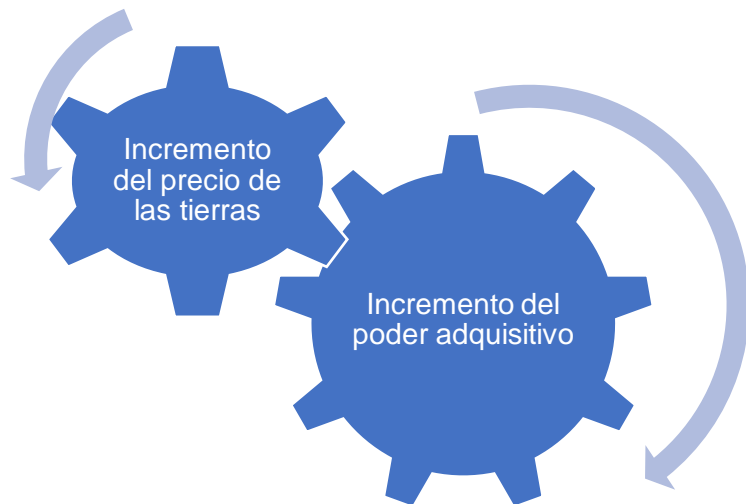 Incremento
del precio de
las tierras
Incremento del
poder adquisitivo